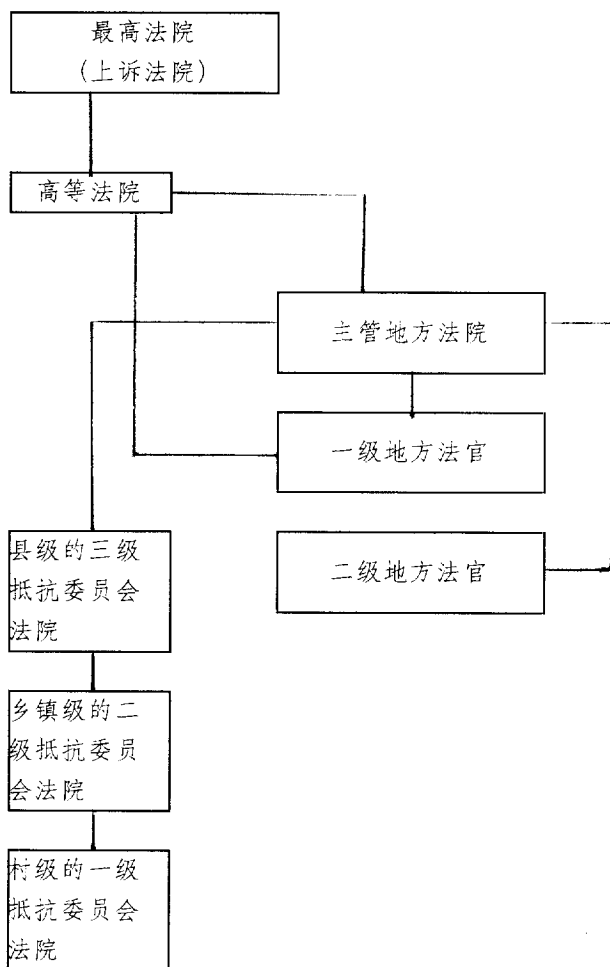 最高法院
(上诉法院)
高等法院
主管地方法院
一级地方法官
二级地方法官
县级的三级
抵抗委员会
法院
乡镇级的二
级抵抗委员
会法院
村级的一级
抵抗委员会
法院